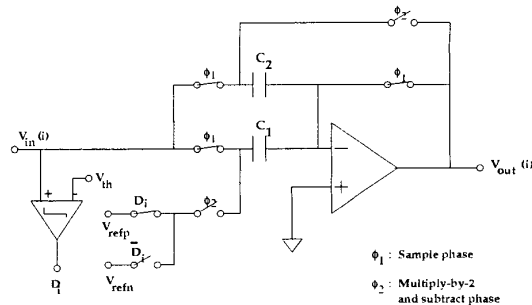 ϕ2
C2
ϕ1
ϕ1
C1
ϕ1
Vin (i)
−
Vout (i)
+
+
-
Vth
Di
ϕ2
Vrefp
D̅i
Vrefn
Di
ϕ1 : Sample phase
ϕ2 : Multiply-by-2
and subtract phase